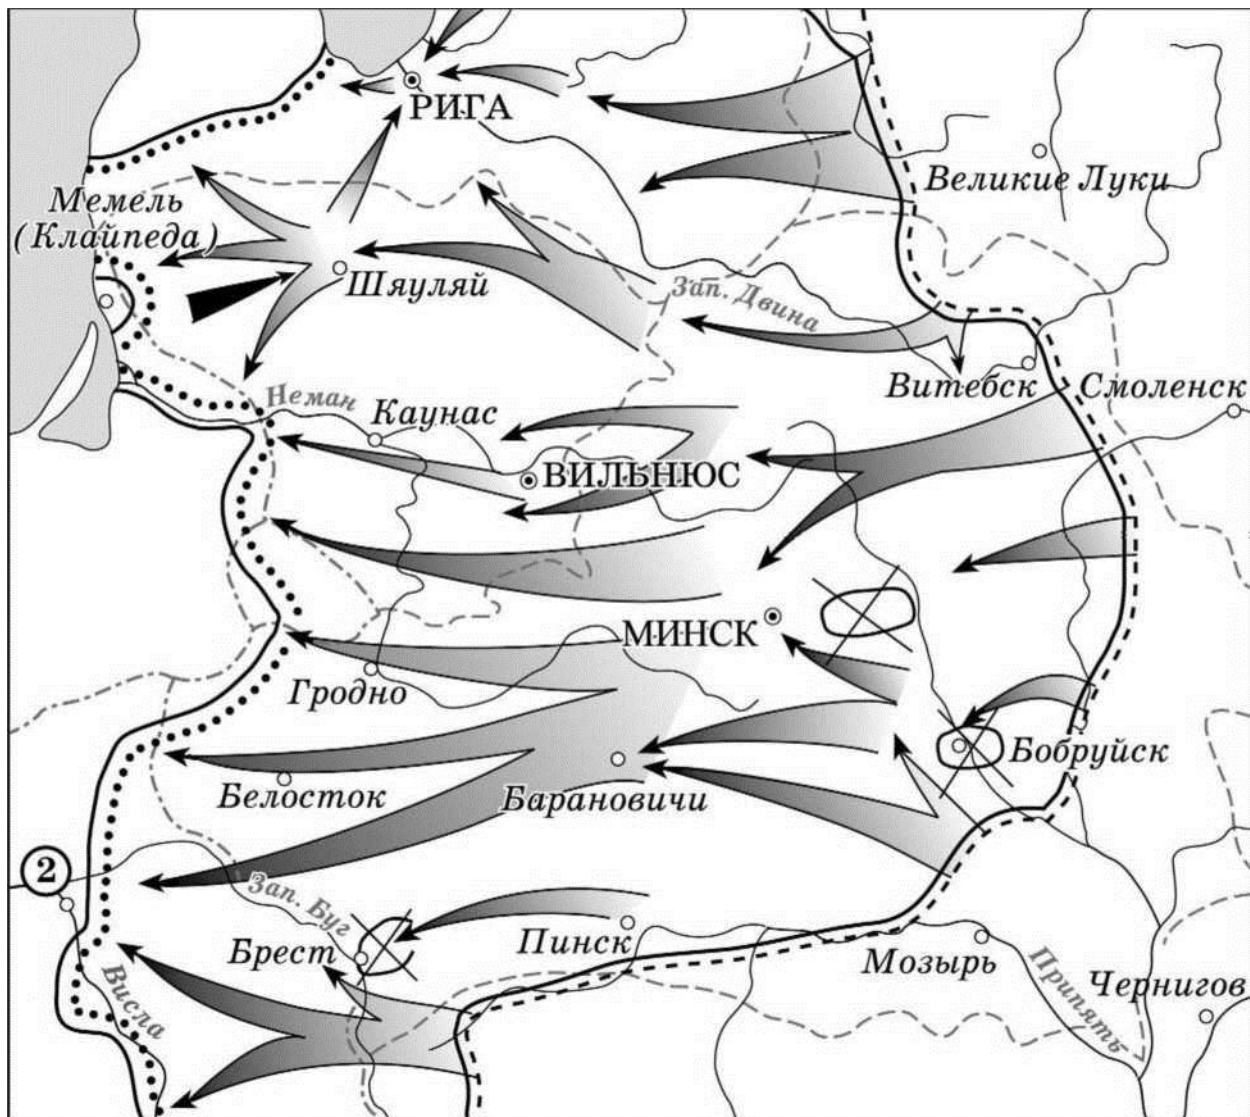 РИГА
Великие Луки
Мемель
(Клайпеда)
Шяуляй
Зап. Двина
Витебск
Смоленск
Неман
Каунас
ВИЛЬНЮС
МИНСК
Гродно
Бобруйск
Белосток
Барановичи
2
Зап. Буг
Брест
Пинск
Мозырь
Висла
Припять
Чернигов